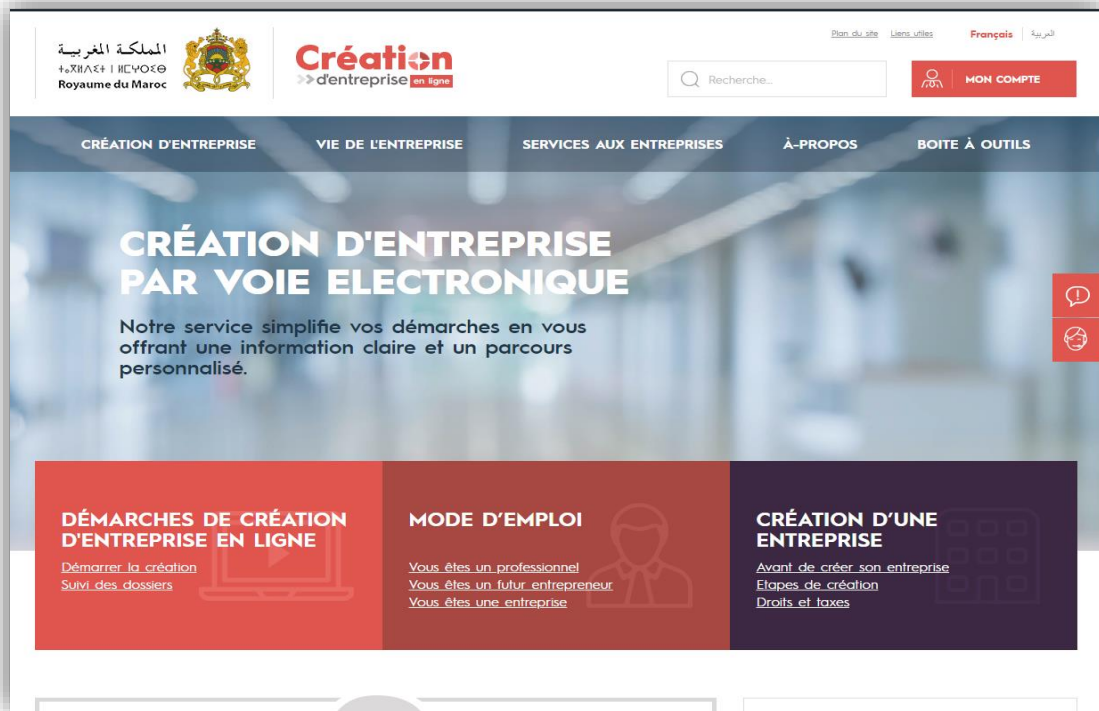 المملكة المغربية
ⵜⴰⴳⵍⴷⵉⵜ ⵏ ⵍⵎⵖⵔⵉⴱ
Royaume du Maroc
Création
d'entreprise en ligne
Plan du site Liens utiles Français العربية
Recherche...
MON COMPTE
CRÉATION D'ENTREPRISE VIE DE L'ENTREPRISE SERVICES AUX ENTREPRISES À-PROPOS BOITE À OUTILS
CRÉATION D'ENTREPRISE
PAR VOIE ELECTRONIQUE
Notre service simplifie vos démarches en vous
offrant une information claire et un parcours
personnalisé.
DÉMARCHES DE CRÉATION
D'ENTREPRISE EN LIGNE
Démarrer la création
Suivi des dossiers
MODE D’EMPLOI
Vous êtes un professionnel
Vous êtes un futur entrepreneur
Vous êtes une entreprise
CRÉATION D’UNE
ENTREPRISE
Avant de créer son entreprise
Etapes de création
Droits et taxes